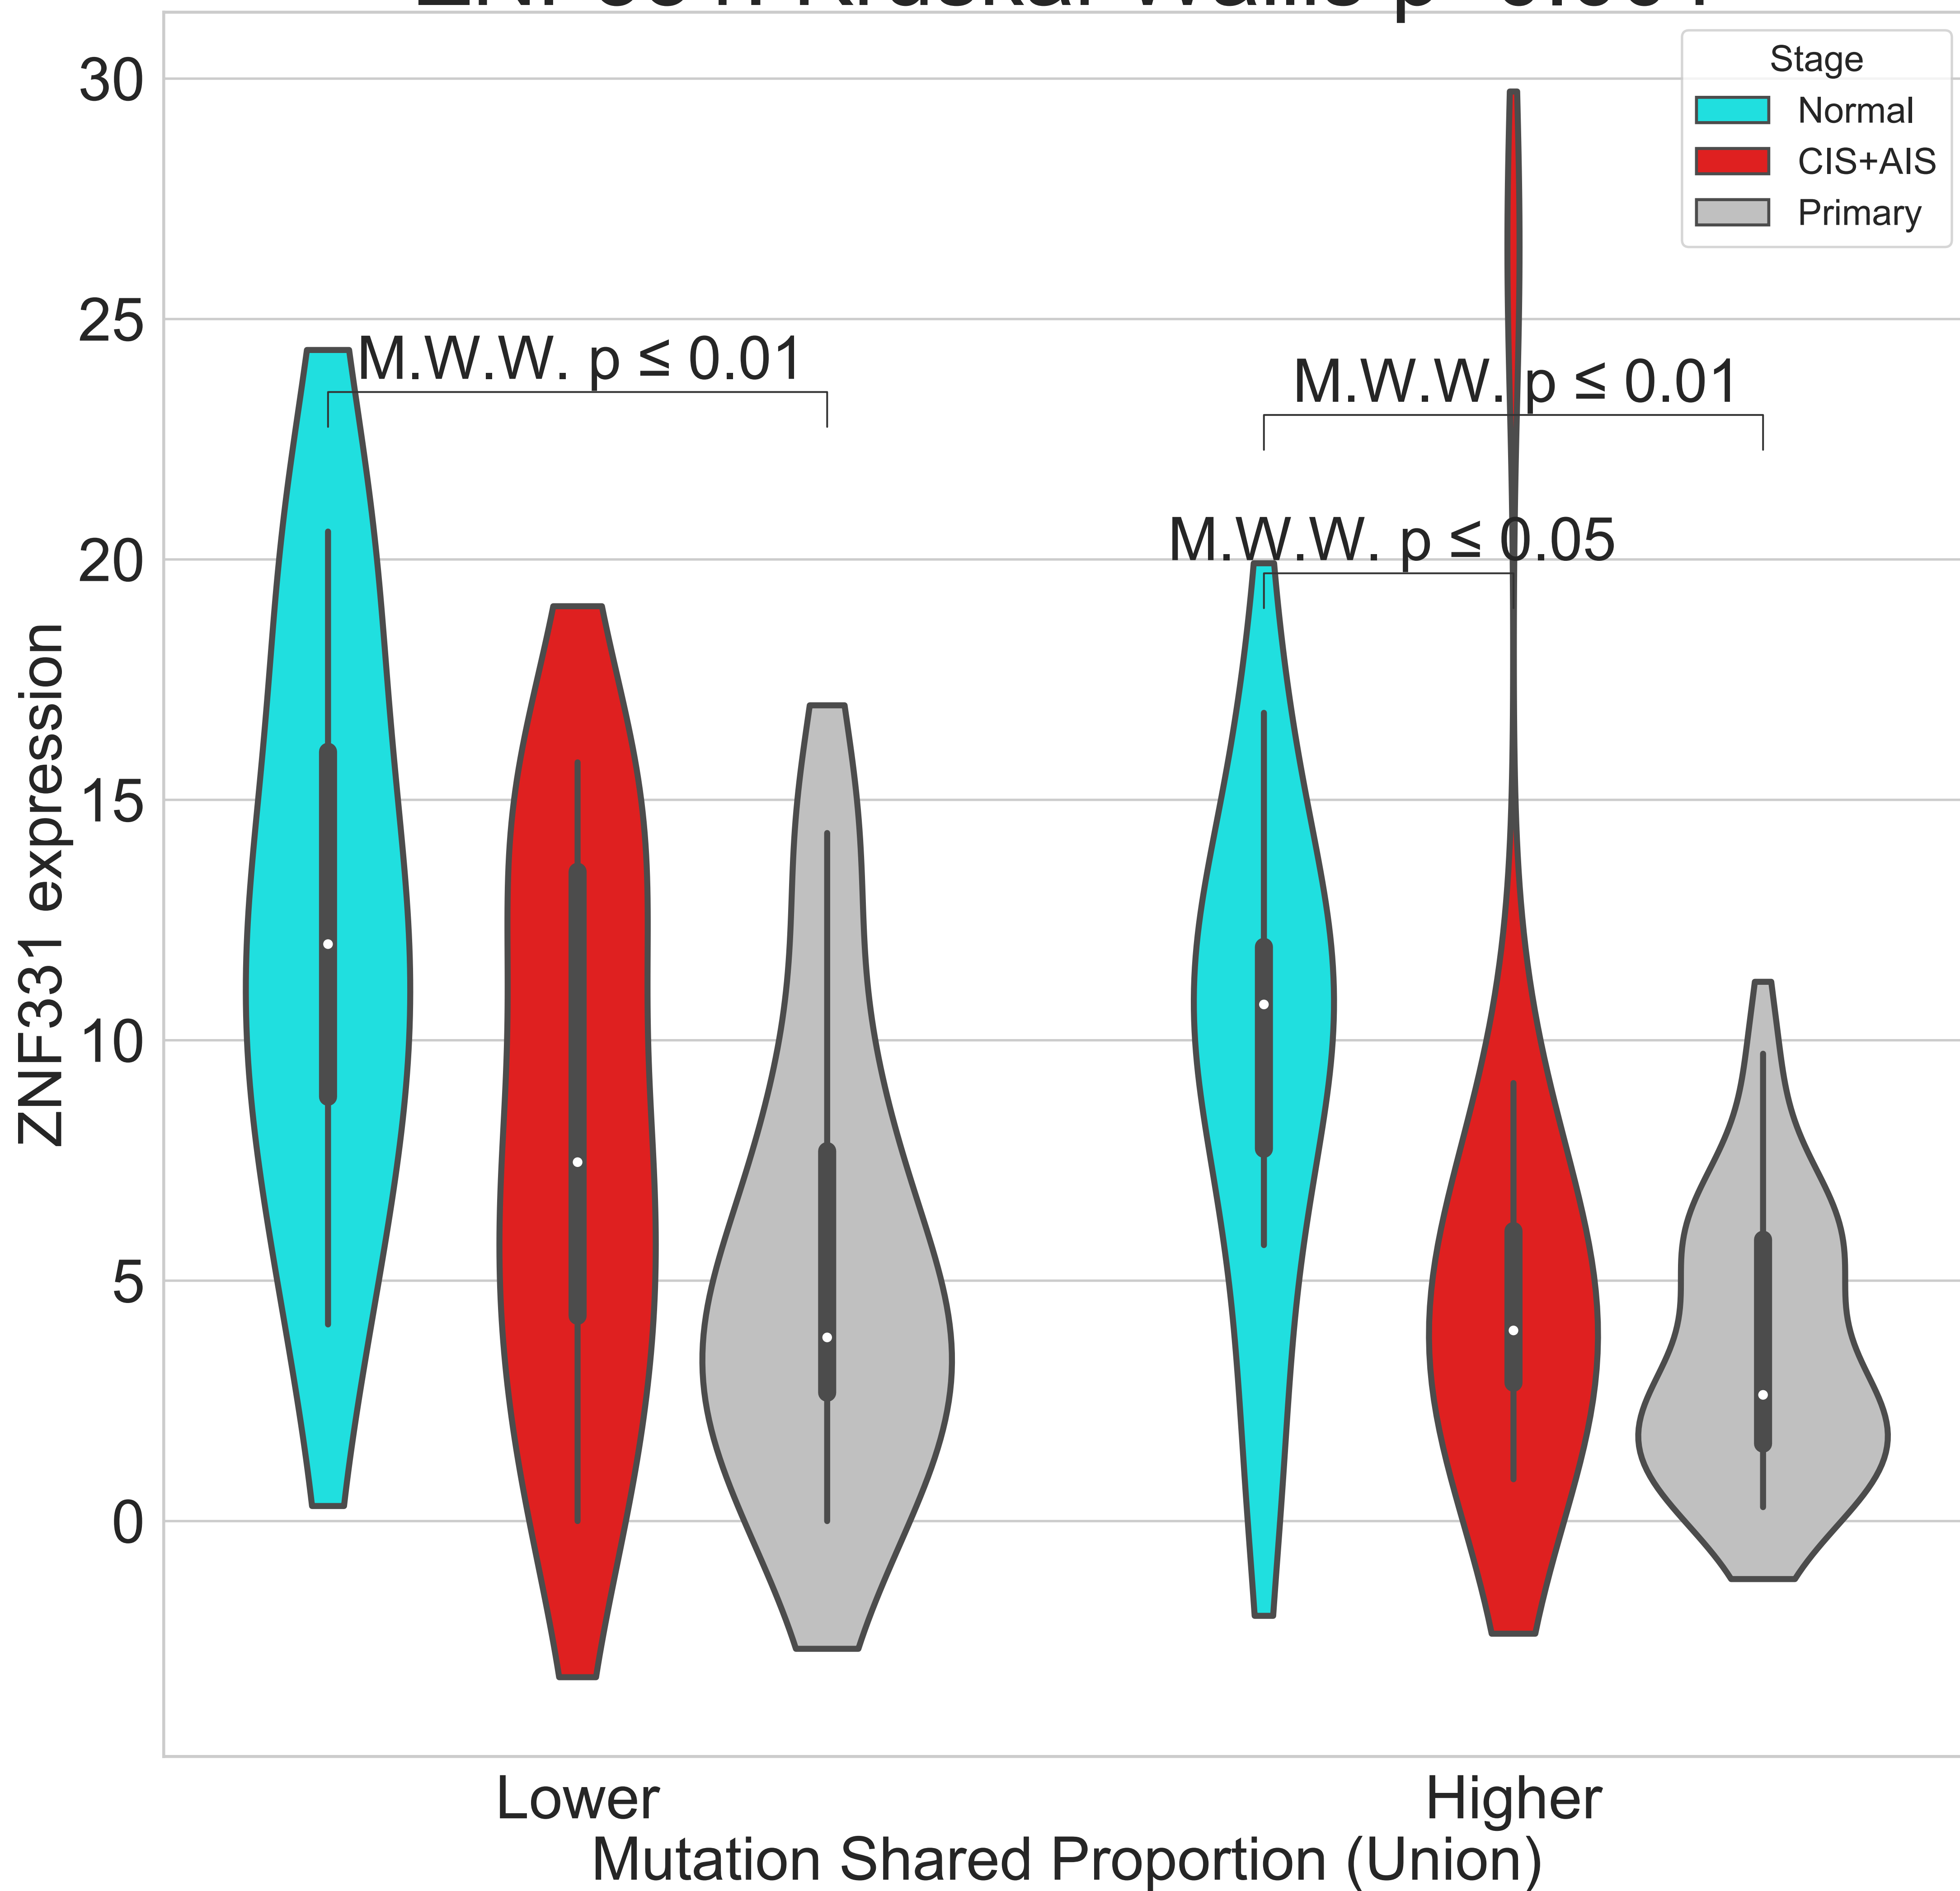 30
25
20
15
10
5
0
ZNF331 expression
Stage
Normal
CIS+AIS
Primary
M.W.W. p ≤ 0.01
M.W.W. p ≤ 0.01
M.W.W. p ≤ 0.05
Lower
Higher
Mutation Shared Proportion (Union)